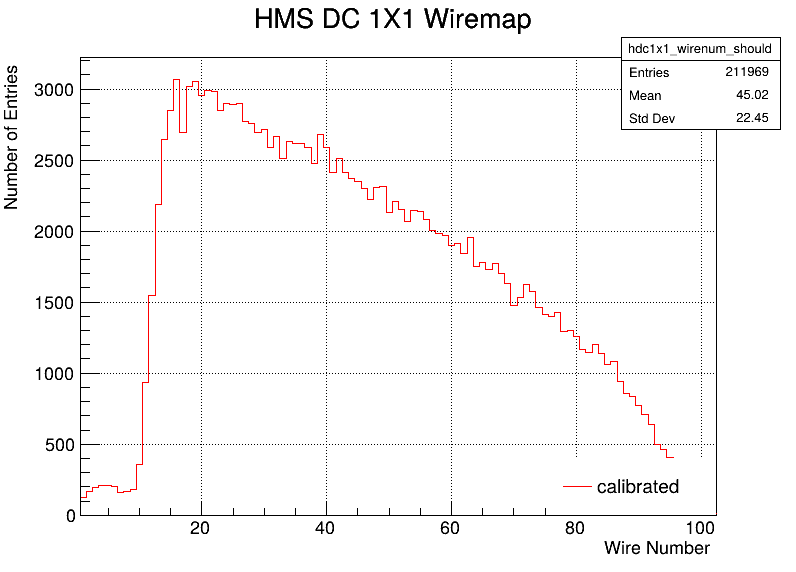 HMS DC 1X1 Wiremap
hdc1x1_wirenum_should
Entries 211969
Mean 45.02
Std Dev 22.45
Number of Entries
3000
2500
2000
1500
1000
500
0
20 40 60 80 100
Wire Number
calibrated